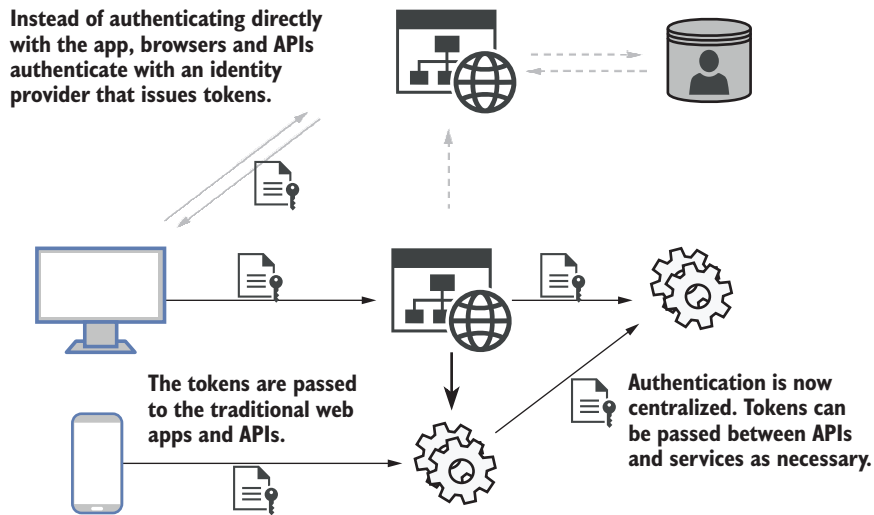 Instead of authenticating directly
with the app, browsers and APIs
authenticate with an identity
provider that issues tokens.
The tokens are passed
to the traditional web
apps and APIs.
Authentication is now
centralized. Tokens can
be passed between APIs
and services as necessary.